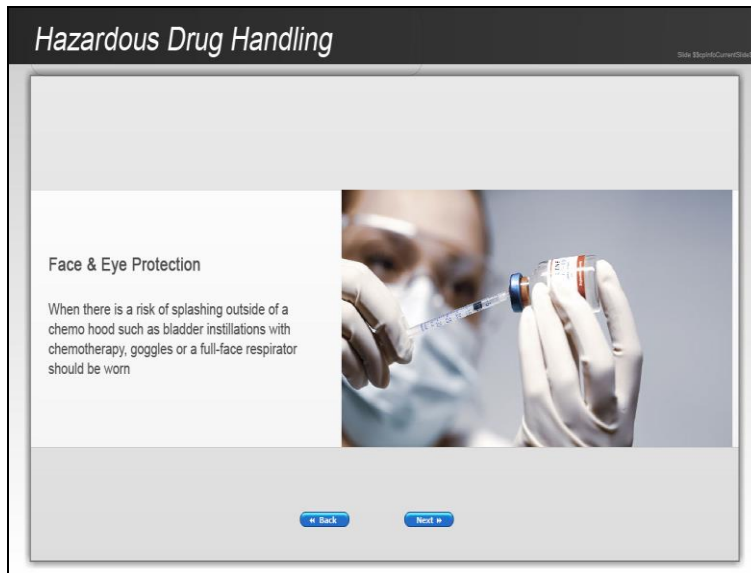 Hazardous Drug Handling
Face & Eye Protection
When there is a risk of splashing outside of a
chemo hood such as bladder instillations with
chemotherapy, goggles or a full-face respirator
should be worn
Back
Next